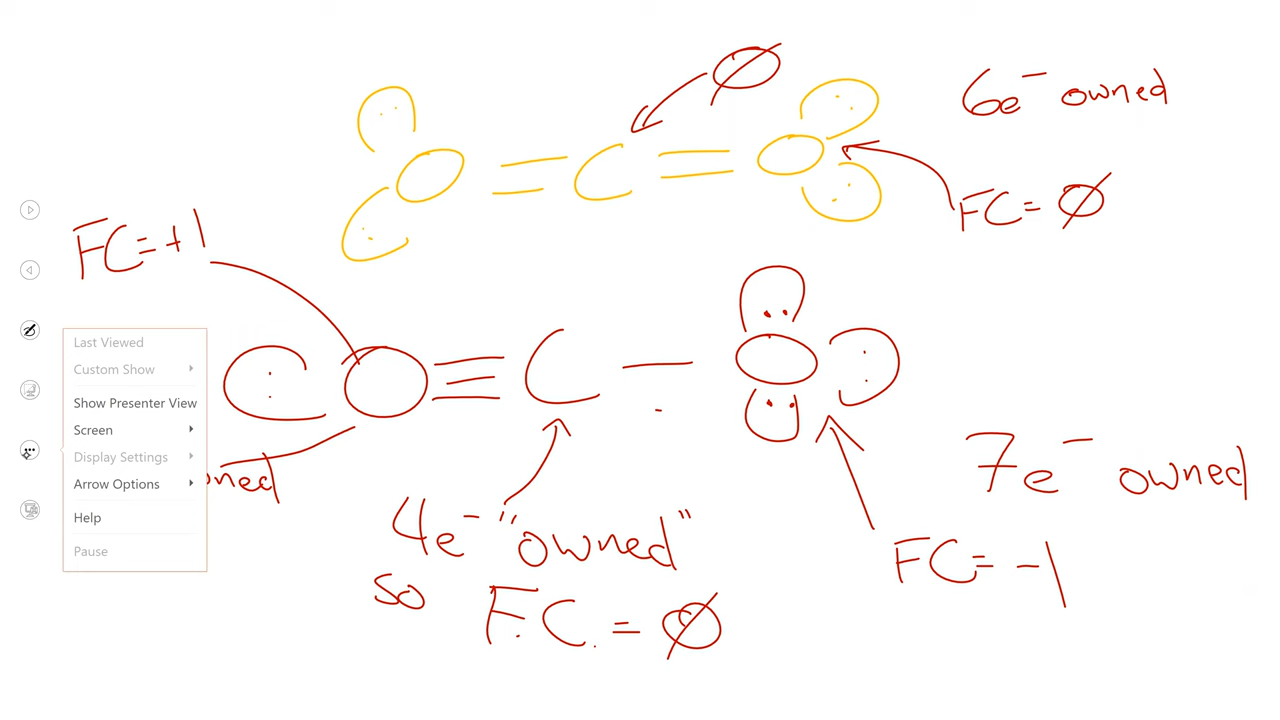 ∅
6e⁻ owned
O = C = O
FC = ∅
FC = +1
O ≡ C — O
Last Viewed
Custom Show
Show Presenter View
Screen
Display Settings
Arrow Options
Help
Pause
7e⁻ owned
4e⁻ "owned"
so F.C. = ∅
FC = -1